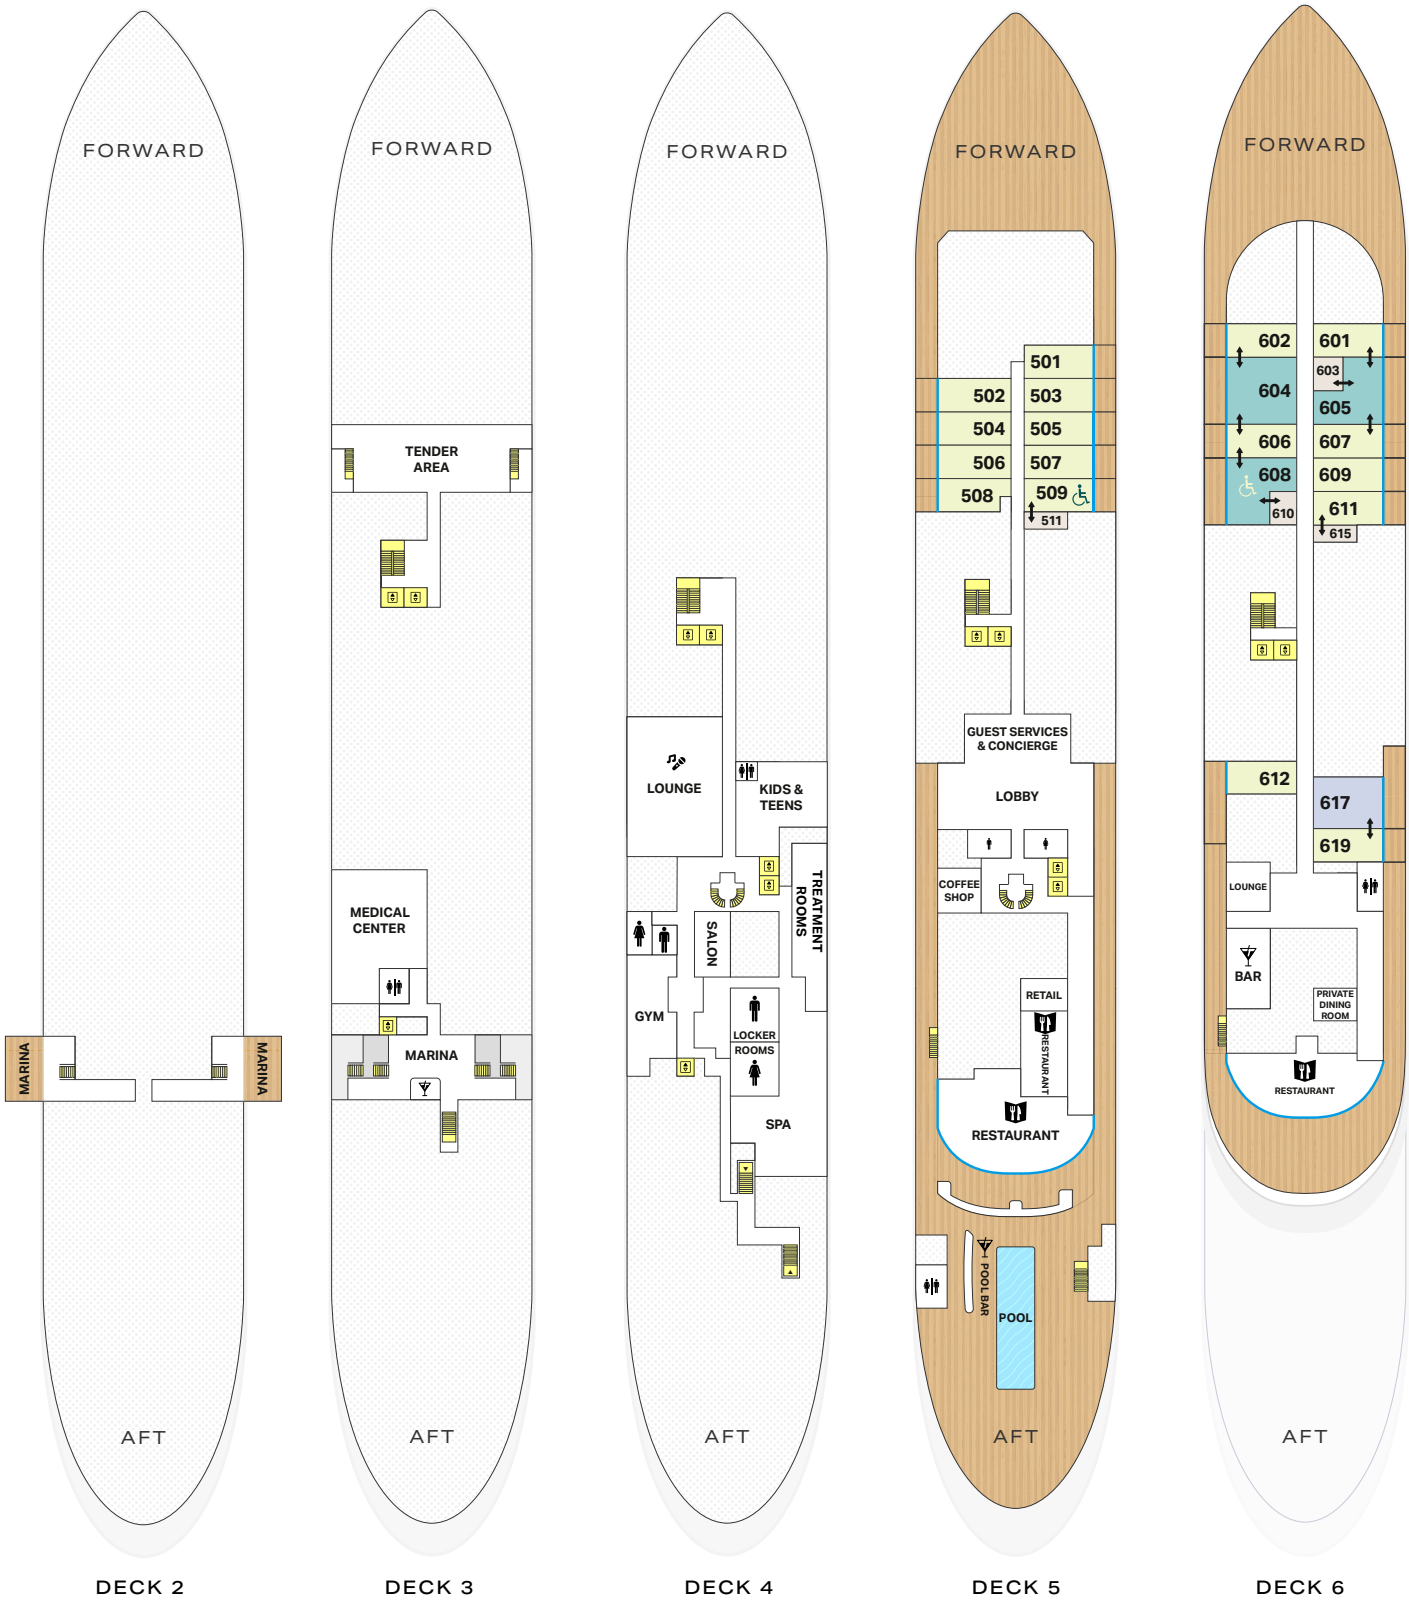 FORWARD
MARINA
MARINA
AFT
DECK 2
FORWARD
TENDER
AREA
MEDICAL
CENTER
MARINA
AFT
DECK 3
FORWARD
LOUNGE
KIDS &
TEENS
TREATMENT
ROOMS
SALON
GYM
LOCKER
ROOMS
SPA
AFT
DECK 4
FORWARD
501
502
503
504
505
506
507
508
509
511
GUEST SERVICES
& CONCIERGE
LOBBY
COFFEE
SHOP
RETAIL
RESTAURANT
RESTAURANT
POOL BAR
POOL
AFT
DECK 5
FORWARD
602
601
603
604
605
606
607
608
609
610
611
615
612
617
619
LOUNGE
BAR
PRIVATE
DINING
ROOM
RESTAURANT
AFT
DECK 6